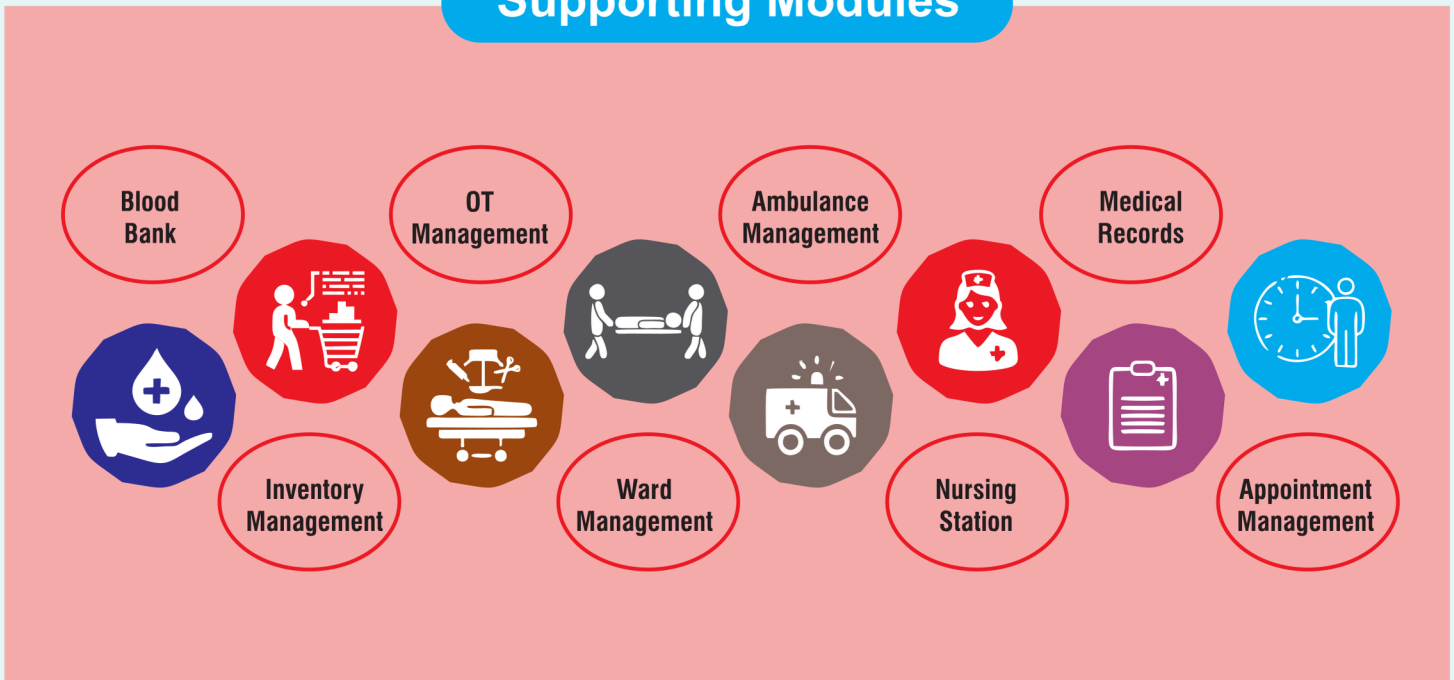 Supporting Modules
Blood
Bank
OT
Management
Ambulance
Management
Medical
Records
Inventory
Management
Ward
Management
Nursing
Station
Appointment
Management